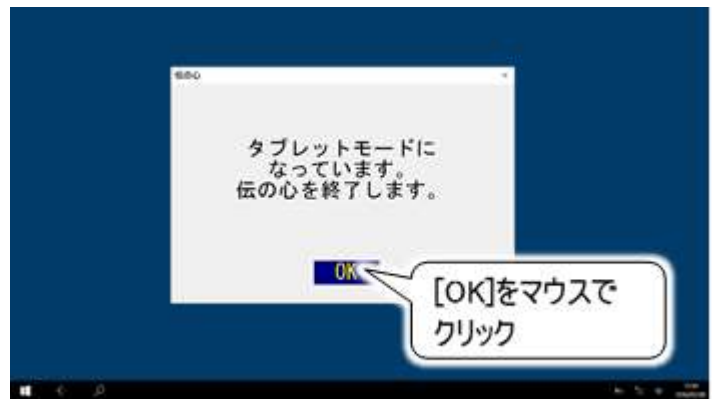 伝の心
タブレットモードに
なっています。
伝の心を終了します。
OK
[OK]をマウスで
クリック